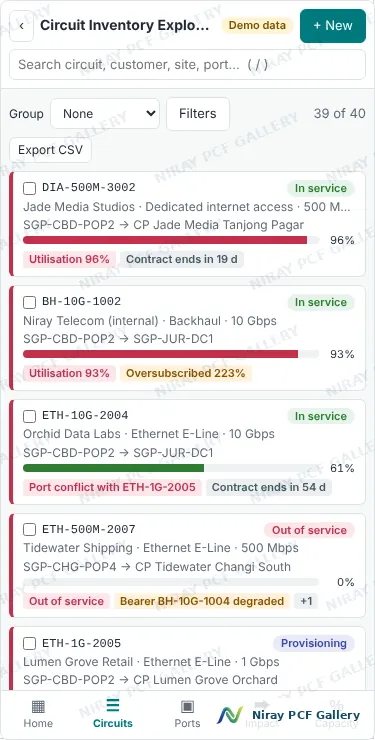 Circuit Inventory Explo...
Demo data
+ New
Search circuit, customer, site, port... ( / )
Group
None
Filters
39 of 40
Export CSV
DIA-500M-3002
In service
Jade Media Studios · Dedicated internet access · 500 M...
SGP-CBD-POP2 → CP Jade Media Tanjong Pagar
96%
Utilisation 96%
Contract ends in 19 d
BH-10G-1002
In service
Niray Telecom (internal) · Backhaul · 10 Gbps
SGP-CBD-POP2 → SGP-JUR-DC1
93%
Utilisation 93%
Oversubscribed 223%
ETH-10G-2004
In service
Orchid Data Labs · Ethernet E-Line · 10 Gbps
SGP-CBD-POP2 → SGP-JUR-DC1
61%
Port conflict with ETH-1G-2005
Contract ends in 54 d
ETH-500M-2007
Out of service
Tidewater Shipping · Ethernet E-Line · 500 Mbps
SGP-CHG-POP4 → CP Tidewater Changi South
0%
Out of service
Bearer BH-10G-1004 degraded
+1
ETH-1G-2005
Provisioning
Lumen Grove Retail · Ethernet E-Line · 1 Gbps
SGP-CBD-POP2 → CP Lumen Grove Orchard
Home
Circuits
Ports
Impact
Capacity
Niray PCF Gallery
NIRAY PCF GALLERY